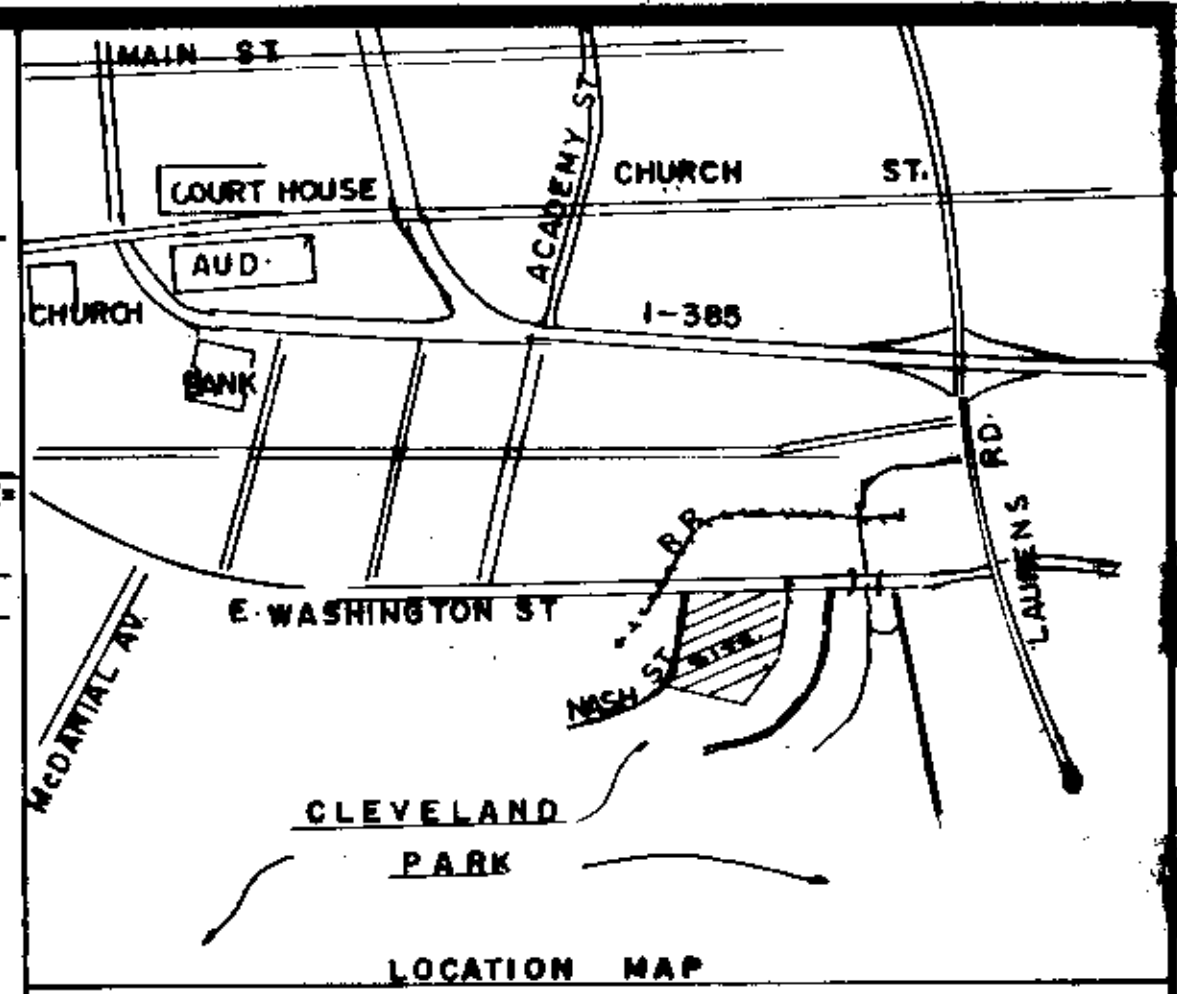 MAIN ST.
ACADEMY ST
CHURCH ST.
COURT HOUSE
AUD.
CHURCH
I-385
BANK
RD.
LAURENS
R R
E. WASHINGTON ST
SITE
NASH ST
McDANIAL AV.
CLEVELAND
PARK
LOCATION MAP